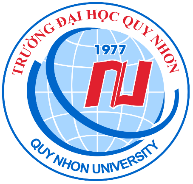 TRƯỜNG ĐẠI HỌC QUY NHƠN
1977
QUY NHON UNIVERSITY